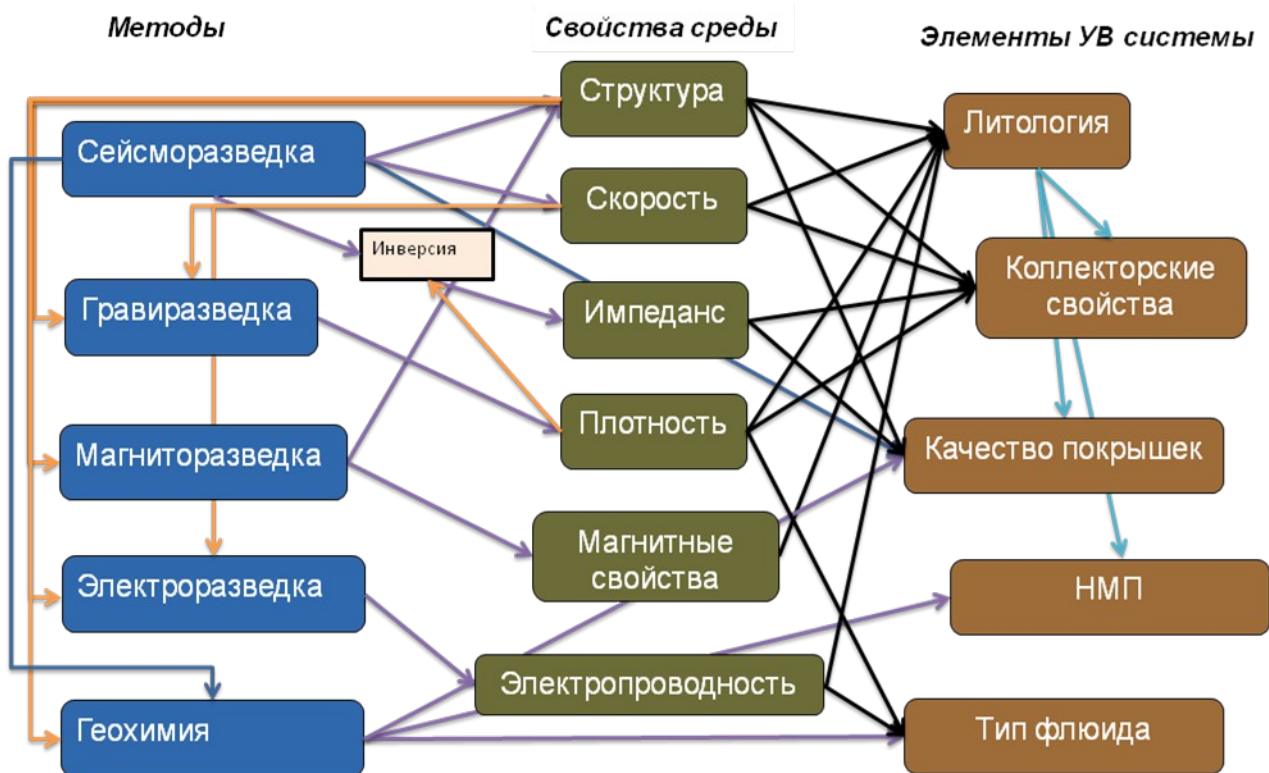 Методы
Свойства среды
Элементы УВ системы
Структура
Литология
Сейсморазведка
Скорость
Инверсия
Коллекторские
свойства
Гравиразведка
Импеданс
Плотность
Магниторазведка
Качество покрышек
Магнитные
свойства
Электроразведка
НМП
Электропроводность
Геохимия
Тип флюида